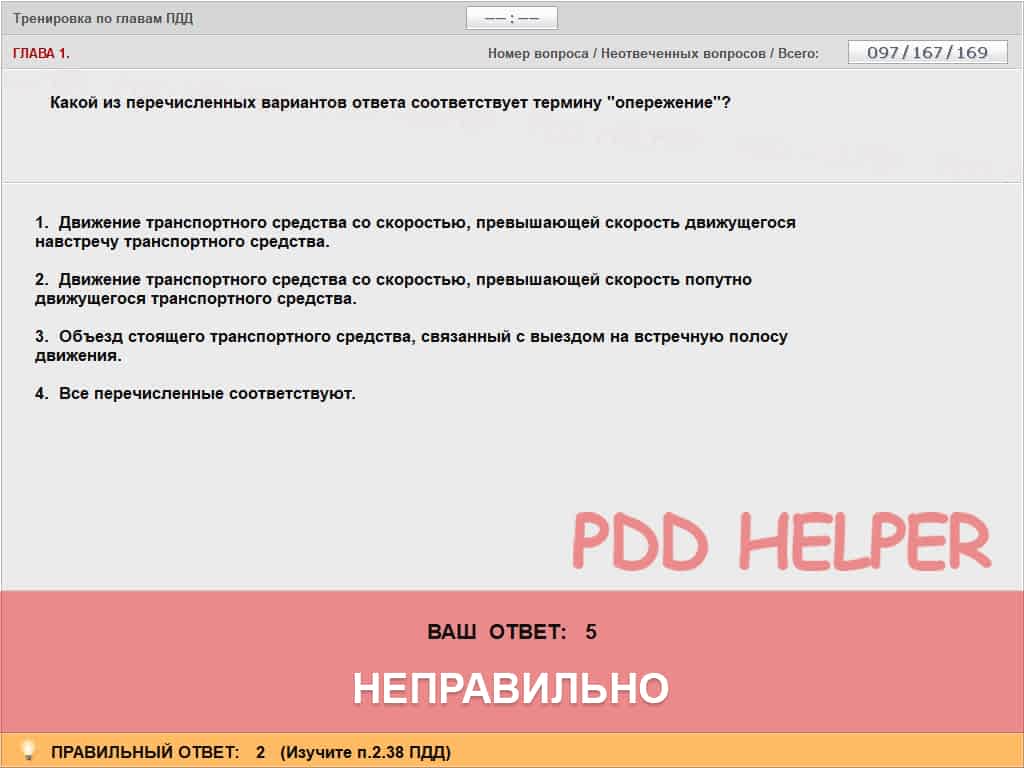 Тренировка по главам ПДД
—— : ——
ГЛАВА 1.
Номер вопроса / Неотвеченных вопросов / Всего:
097/167/169
Какой из перечисленных вариантов ответа соответствует термину "опережение"?
1. Движение транспортного средства со скоростью, превышающей скорость движущегося
навстречу транспортного средства.
2. Движение транспортного средства со скоростью, превышающей скорость попутно
движущегося транспортного средства.
3. Объезд стоящего транспортного средства, связанный с выездом на встречную полосу
движения.
4. Все перечисленные соответствуют.
PDD HELPER
ВАШ ОТВЕТ: 5
НЕПРАВИЛЬНО
ПРАВИЛЬНЫЙ ОТВЕТ: 2 (Изучите п.2.38 ПДД)